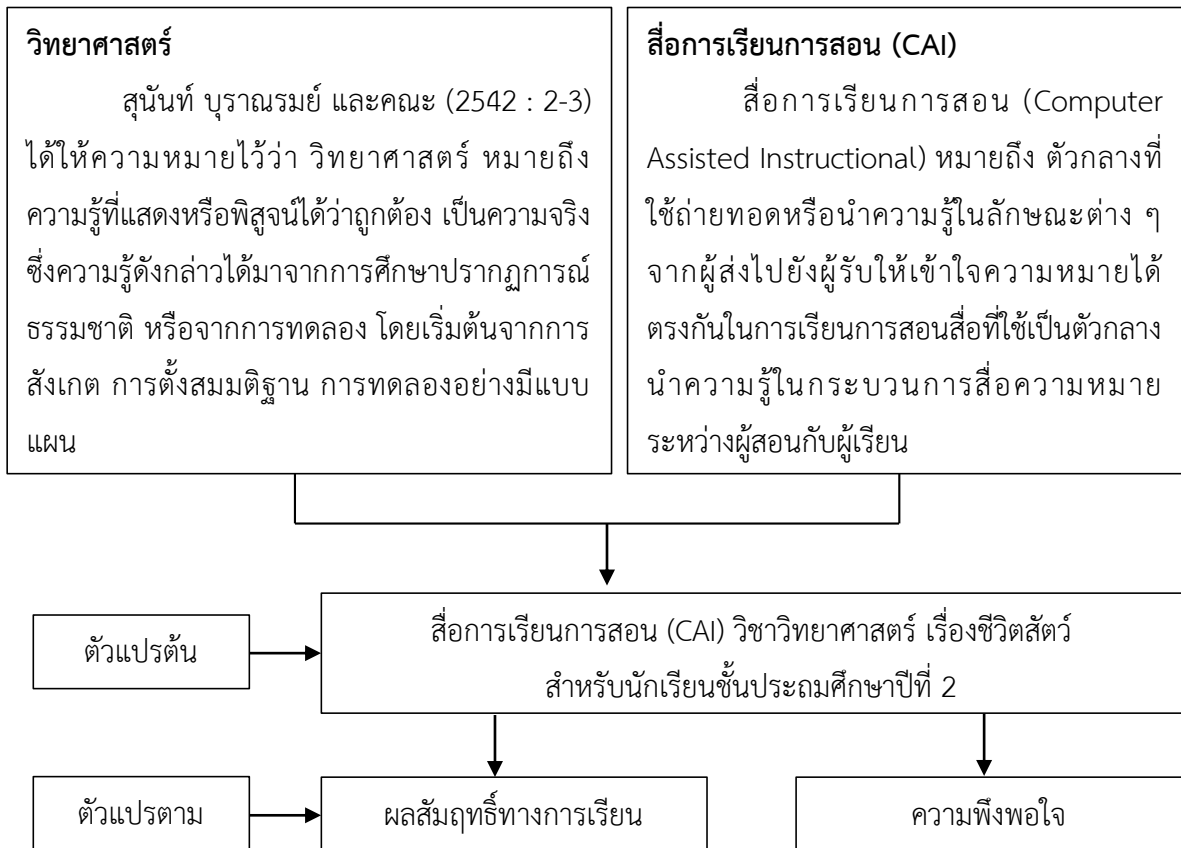 วิทยาศาสตร์
สุนันท์ บุราณรมย์ และคณะ (2542 : 2-3)
ได้ให้ความหมายไว้ว่า วิทยาศาสตร์ หมายถึง
ความรู้ที่แสดงหรือพิสูจน์ได้ว่าถูกต้อง เป็นความจริง
ซึ่งความรู้ดังกล่าวได้มาจากการศึกษาปรากฏการณ์
ธรรมชาติ หรือจากการทดลอง โดยเริ่มต้นจากการ
สังเกต การตั้งสมมติฐาน การทดลองอย่างมีแบบ
แผน
สื่อการเรียนการสอน (CAI)
สื่อการเรียนการสอน (Computer
Assisted Instructional) หมายถึง ตัวกลางที่
ใช้ถ่ายทอดหรือนำความรู้ในลักษณะต่าง ๆ
จากผู้ส่งไปยังผู้รับให้เข้าใจความหมายได้
ตรงกันในการเรียนการสอนสื่อที่ใช้เป็นตัวกลาง
นำความรู้ในกระบวนการสื่อความหมาย
ระหว่างผู้สอนกับผู้เรียน
ตัวแปรต้น
สื่อการเรียนการสอน (CAI) วิชาวิทยาศาสตร์ เรื่องชีวิตสัตว์
สำหรับนักเรียนชั้นประถมศึกษาปีที่ 2
ตัวแปรตาม
ผลสัมฤทธิ์ทางการเรียน
ความพึงพอใจ